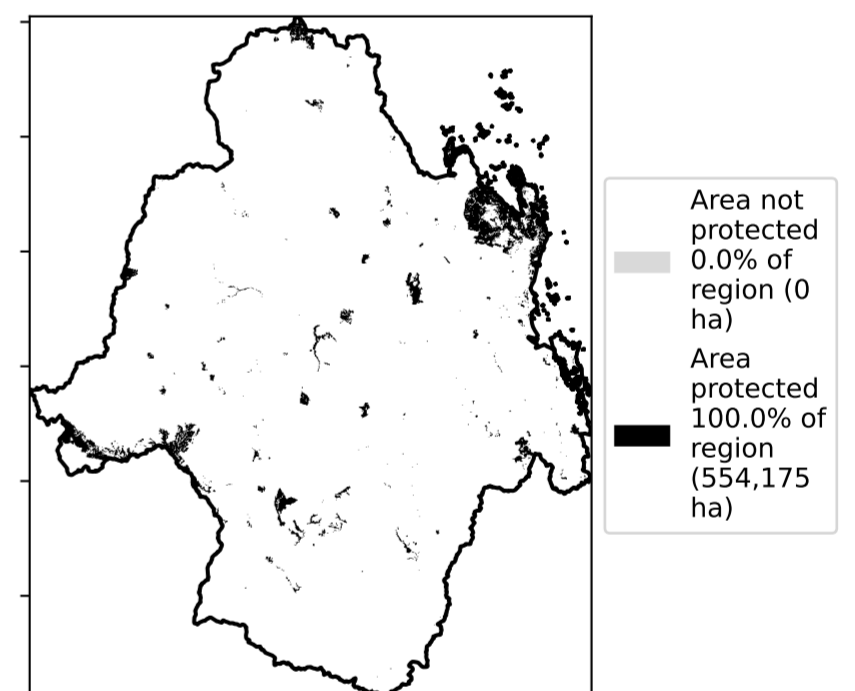 Area not
protected
0.0% of
region (0
ha)
Area
protected
100.0% of
region
(554,175
ha)